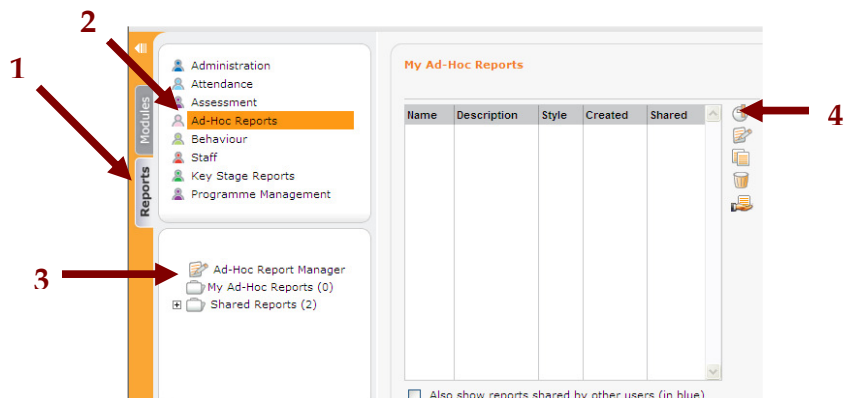 2
1
Modules
Reports
Administration
Attendance
Assessment
Ad-Hoc Reports
Behaviour
Staff
Key Stage Reports
Programme Management
3
Ad-Hoc Report Manager
My Ad-Hoc Reports (0)
Shared Reports (2)
My Ad-Hoc Reports
Name Description Style Created Shared
4
Also show reports shared by other users (in blue)